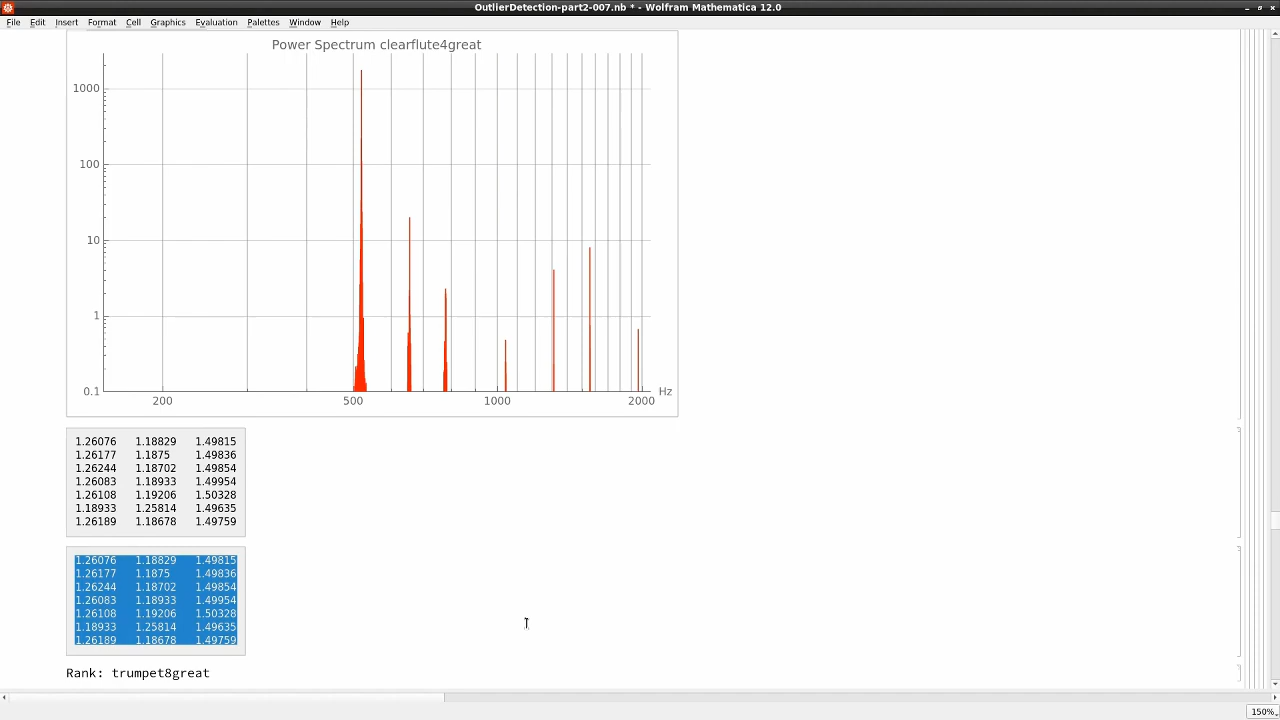 OutlierDetection-part2-007.nb * - Wolfram Mathematica 12.0
File Edit Insert Format Cell Graphics Evaluation Palettes Window Help
Power Spectrum clearflute4great
1000
100
10
1
0.1
200 500 1000 2000 Hz
1.26076 1.18829 1.49815
1.26177 1.1875 1.49836
1.26244 1.18702 1.49854
1.26083 1.18933 1.49954
1.26108 1.19206 1.50328
1.18933 1.25814 1.49635
1.26189 1.18678 1.49759
1.26076 1.18829 1.49815
1.26177 1.1875 1.49836
1.26244 1.18702 1.49854
1.26083 1.18933 1.49954
1.26108 1.19206 1.50328
1.18933 1.25814 1.49635
1.26189 1.18678 1.49759
Rank: trumpet8great
150%